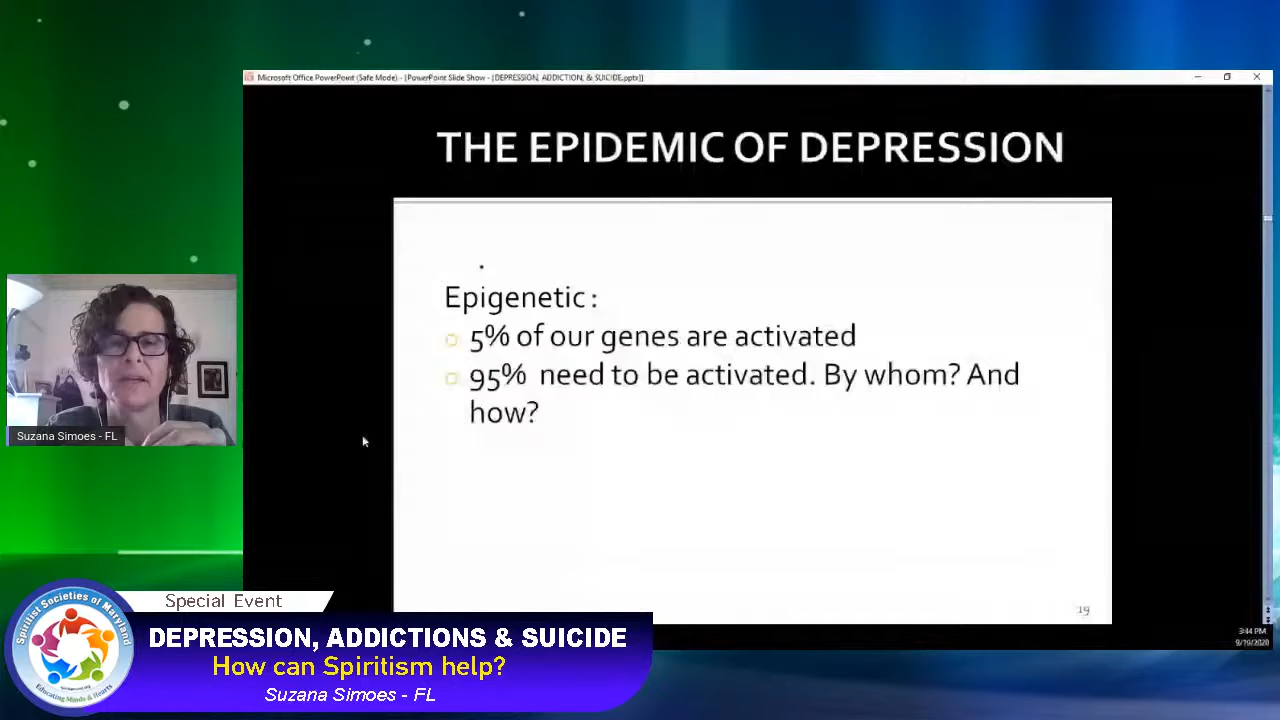 Microsoft Office PowerPoint (Safe Mode) - [PowerPoint Slide Show - [DEPRESSION, ADDICTION, & SUICIDE.pptx]]
THE EPIDEMIC OF DEPRESSION
Epigenetic :
5% of our genes are activated
95% need to be activated. By whom? And
how?
19
Suzana Simoes - FL
3:44 PM
9/19/2020
Spiritist Societies of Maryland
Educating Minds & Hearts
Special Event
DEPRESSION, ADDICTIONS & SUICIDE
How can Spiritism help?
Suzana Simoes - FL